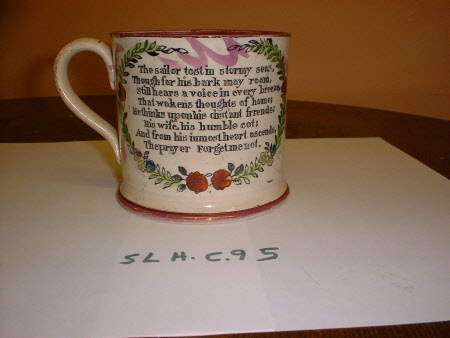 The sailor tost in stormy seas,
Though far his bark may roam,
Still hears a voice in every breeze,
That wakens thoughts of home;
He thinks upon his distant friends;
His wife, his humble cot;
And from his inmost heart ascends,
The prayer Forget me not.
SLH.C.95